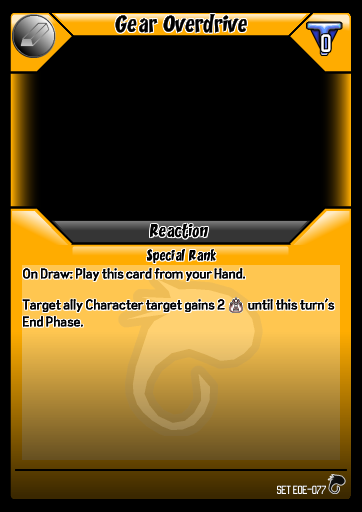 Gear Overdrive
0
Reaction
Special Rank
On Draw: Play this card from your Hand.
Target ally Character target gains 2 until this turn's
End Phase.
SET EOE-077